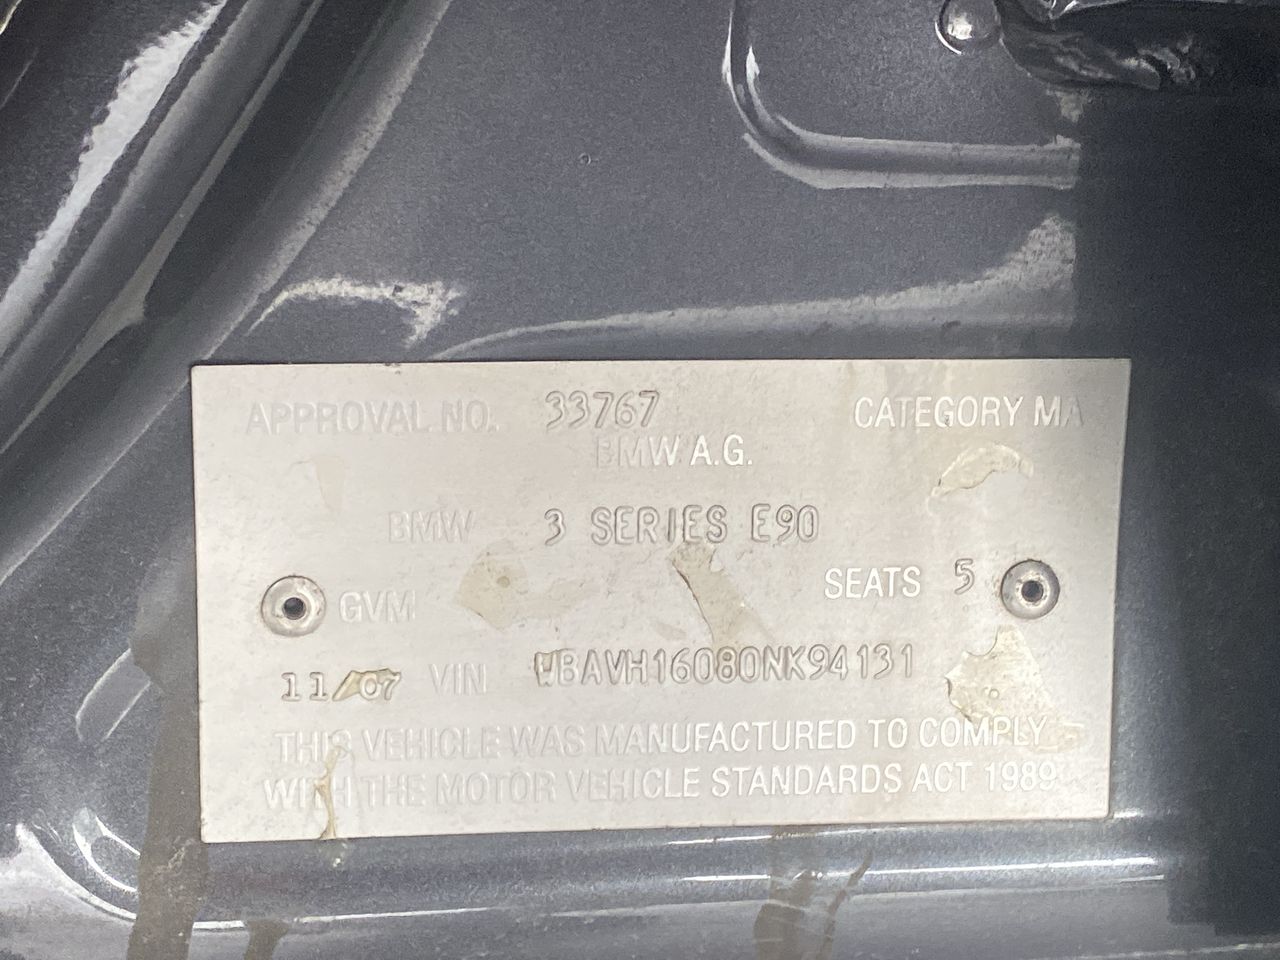 APPROVAL NO. 33767 CATEGORY MA
BMW A.G.
BMW 3 SERIES E90
SEATS 5
GVM
11/07 VIN WBAVH16080NK94131
THIS VEHICLE WAS MANUFACTURED TO COMPLY
WITH THE MOTOR VEHICLE STANDARDS ACT 1989